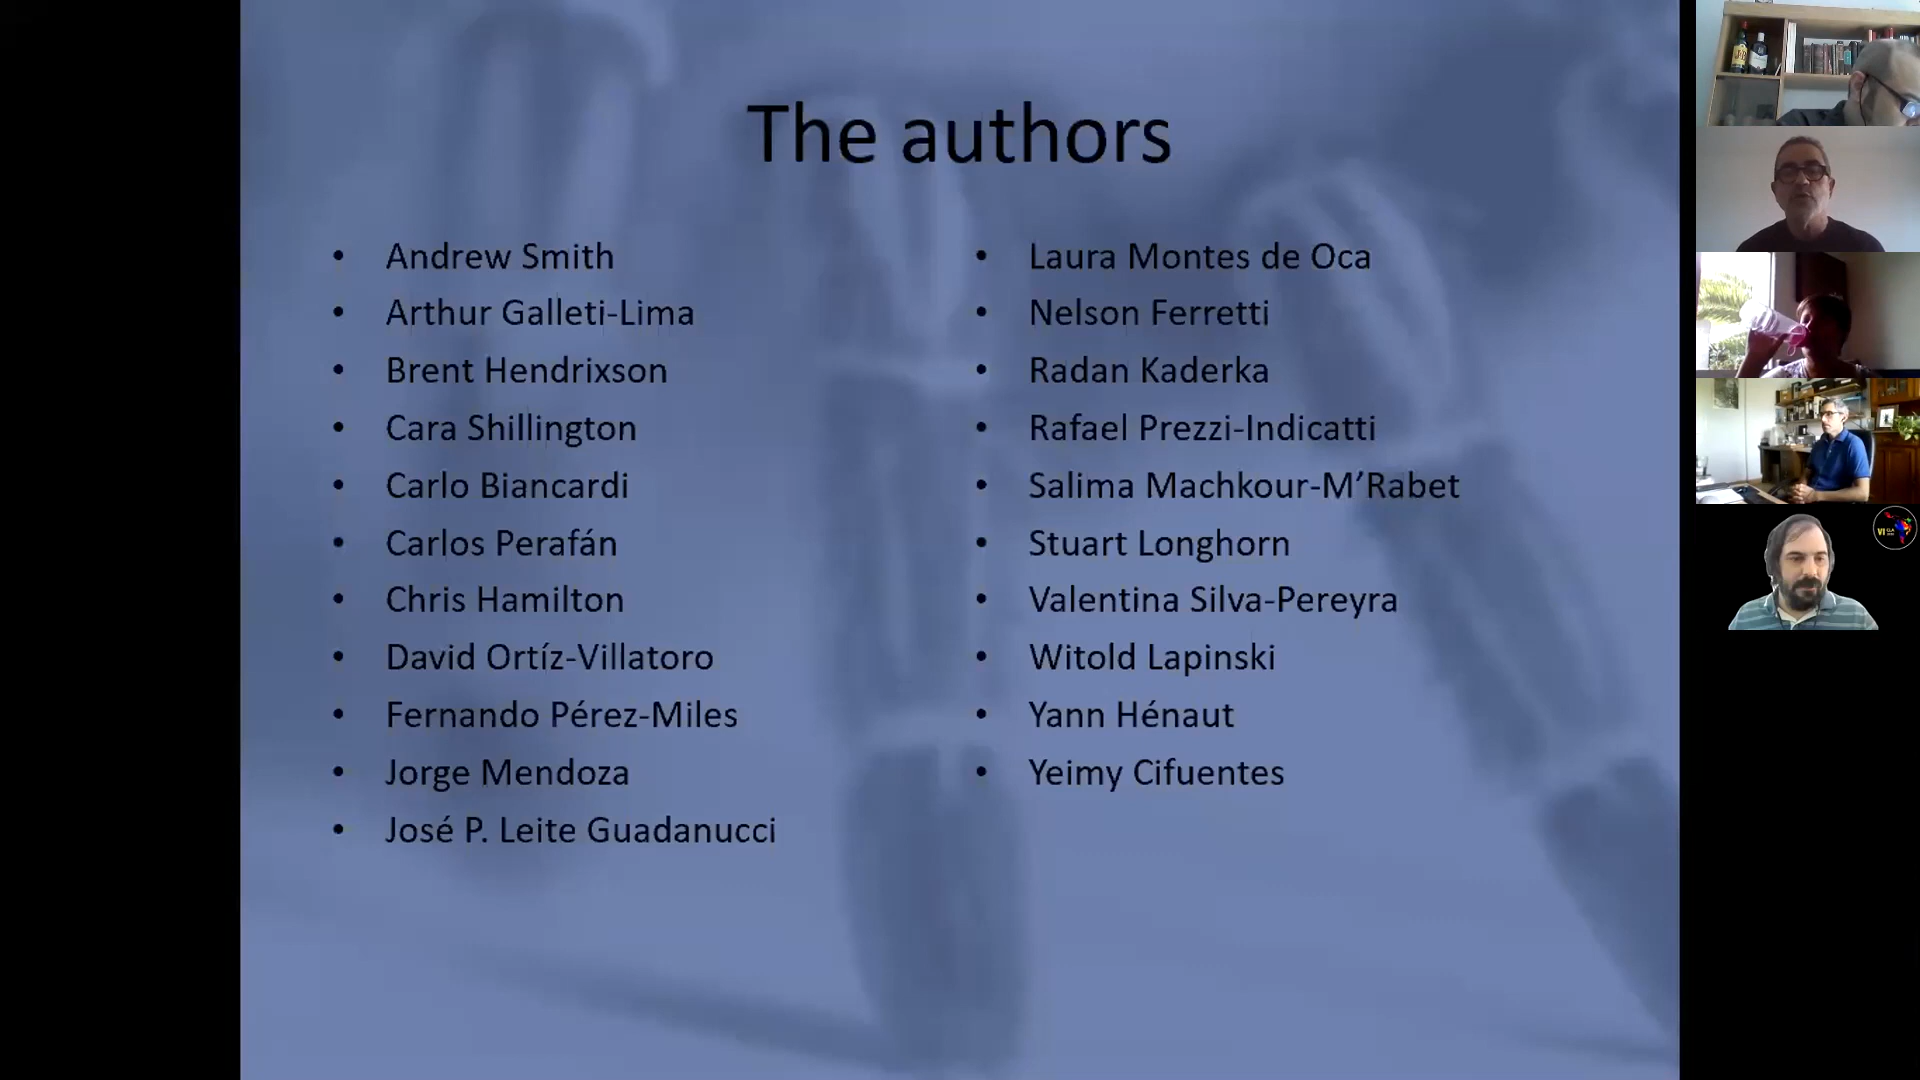 The authors
• Andrew Smith
• Arthur Galleti-Lima
• Brent Hendrixson
• Cara Shillington
• Carlo Biancardi
• Carlos Perafán
• Chris Hamilton
• David Ortíz-Villatoro
• Fernando Pérez-Miles
• Jorge Mendoza
• José P. Leite Guadanucci
• Laura Montes de Oca
• Nelson Ferretti
• Radan Kaderka
• Rafael Prezzi-Indicatti
• Salima Machkour-M’Rabet
• Stuart Longhorn
• Valentina Silva-Pereyra
• Witold Lapinski
• Yann Hénaut
• Yeimy Cifuentes
VI